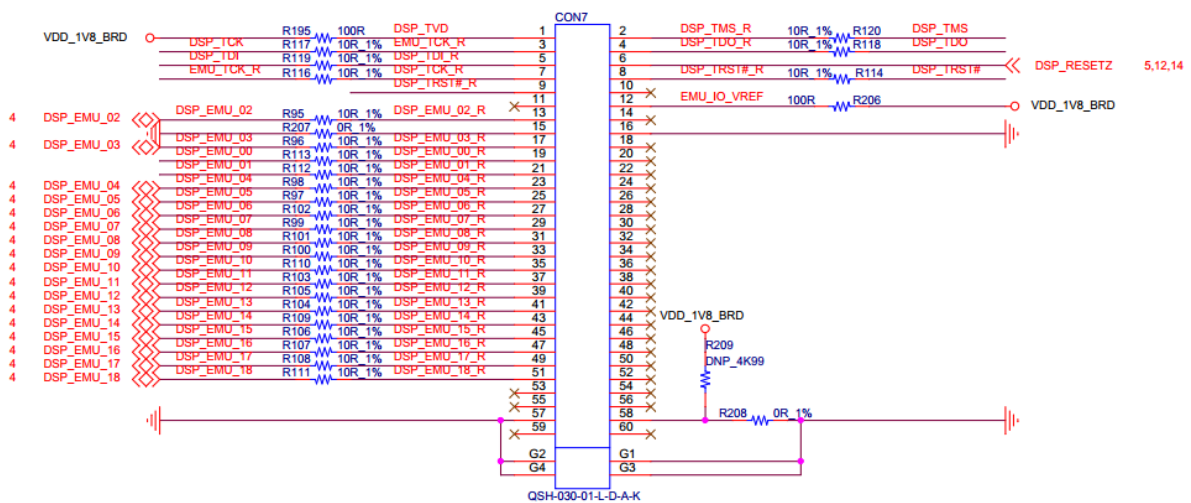 CON7
VDD_1V8_BRD R195 100R DSP_TVD 1 2 DSP_TMS_R 10R_1% R120 DSP_TMS
DSP_TCK R117 10R_1% EMU_TCK_R 3 4 DSP_TDO_R 10R_1% R118 DSP_TDO
DSP_TDI R119 10R_1% DSP_TDI_R 5 6 DSP_RESETZ 5,12,14
EMU_TCK_R R116 10R_1% DSP_TCK_R 7 8 DSP_TRST#_R 10R_1% R114 DSP_TRST#
DSP_TRST#_R 9 10
11 12 EMU_IO_VREF 100R R206 VDD_1V8_BRD
4 DSP_EMU_02 DSP_EMU_02 R95 10R_1% DSP_EMU_02_R 13 14
R207 0R_1% 15 16
4 DSP_EMU_03 DSP_EMU_03 R96 10R_1% DSP_EMU_03_R 17 18
DSP_EMU_00 R113 10R_1% DSP_EMU_00_R 19 20
DSP_EMU_01 R112 10R_1% DSP_EMU_01_R 21 22
4 DSP_EMU_04 DSP_EMU_04 R98 10R_1% DSP_EMU_04_R 23 24
4 DSP_EMU_05 DSP_EMU_05 R97 10R_1% DSP_EMU_05_R 25 26
4 DSP_EMU_06 DSP_EMU_06 R102 10R_1% DSP_EMU_06_R 27 28
4 DSP_EMU_07 DSP_EMU_07 R99 10R_1% DSP_EMU_07_R 29 30
4 DSP_EMU_08 DSP_EMU_08 R101 10R_1% DSP_EMU_08_R 31 32
4 DSP_EMU_09 DSP_EMU_09 R100 10R_1% DSP_EMU_09_R 33 34
4 DSP_EMU_10 DSP_EMU_10 R110 10R_1% DSP_EMU_10_R 35 36
4 DSP_EMU_11 DSP_EMU_11 R103 10R_1% DSP_EMU_11_R 37 38
4 DSP_EMU_12 DSP_EMU_12 R105 10R_1% DSP_EMU_12_R 39 40
4 DSP_EMU_13 DSP_EMU_13 R104 10R_1% DSP_EMU_13_R 41 42
4 DSP_EMU_14 DSP_EMU_14 R109 10R_1% DSP_EMU_14_R 43 44 VDD_1V8_BRD
4 DSP_EMU_15 DSP_EMU_15 R106 10R_1% DSP_EMU_15_R 45 46
4 DSP_EMU_16 DSP_EMU_16 R107 10R_1% DSP_EMU_16_R 47 48 R209
4 DSP_EMU_17 DSP_EMU_17 R108 10R_1% DSP_EMU_17_R 49 50 DNP_4K99
4 DSP_EMU_18 DSP_EMU_18 R111 10R_1% DSP_EMU_18_R 51 52
53 54
55 56
57 58 R208 0R_1%
59 60
G2 G1
G4 G3
QSH-030-01-L-D-A-K